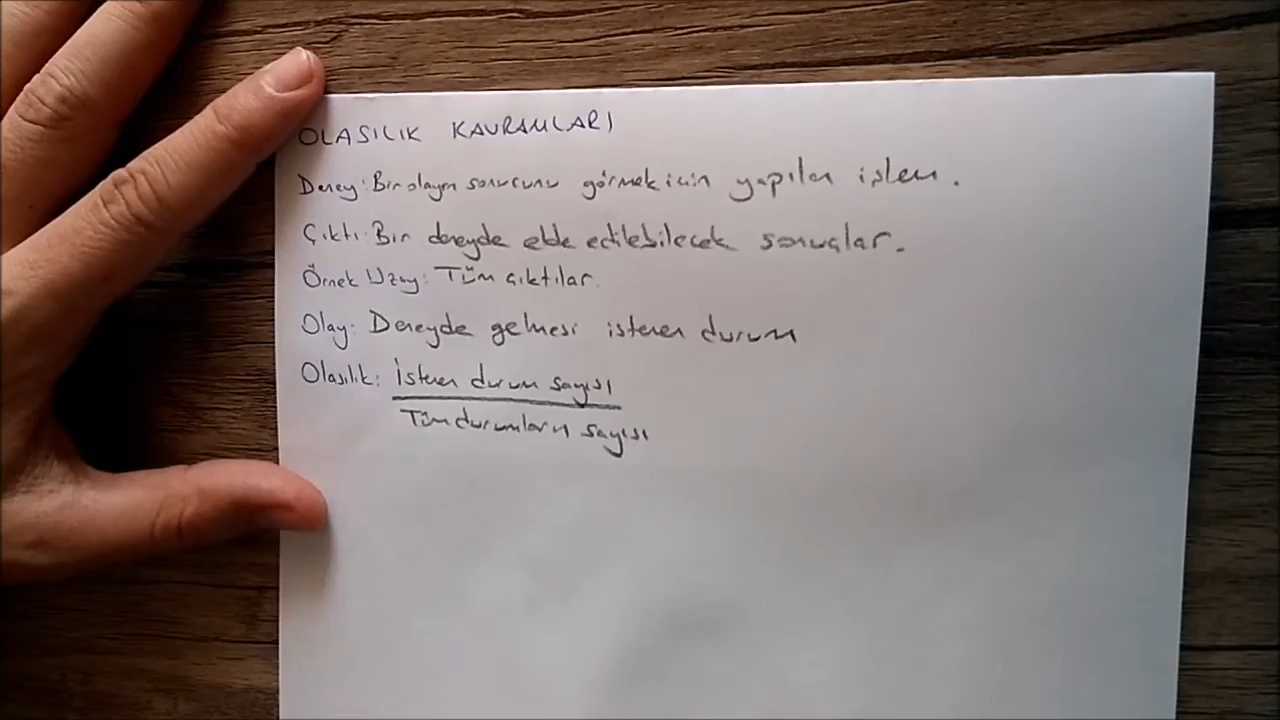 OLASILIK KAVRAMLARI
Deney: Bir olayın sonucunu görmek için yapılan işlem.
Çıktı: Bir deneyde elde edilebilecek sonuçlar.
Örnek Uzay: Tüm çıktılar.
Olay: Deneyde gelmesi istenen durum
Olasılık: İstenen durum sayısı
Tüm durumların sayısı